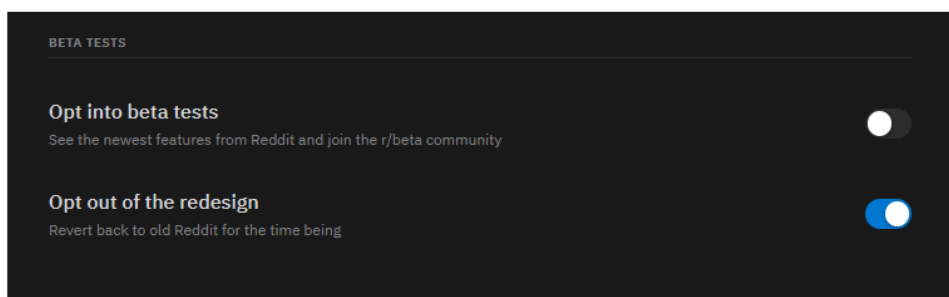 BETA TESTS
Opt into beta tests
See the newest features from Reddit and join the r/beta community
Opt out of the redesign
Revert back to old Reddit for the time being